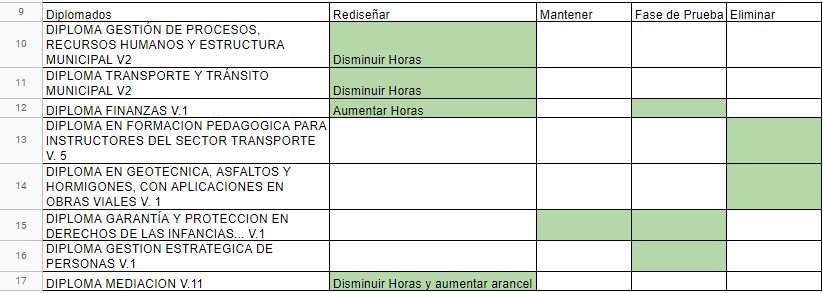 9 Diplomados Rediseñar Mantener Fase de Prueba Eliminar
DIPLOMA GESTIÓN DE PROCESOS,
10 RECURSOS HUMANOS Y ESTRUCTURA
MUNICIPAL V2 Disminuir Horas
DIPLOMA TRANSPORTE Y TRÁNSITO
11 MUNICIPAL V2 Disminuir Horas
12 DIPLOMA FINANZAS V.1 Aumentar Horas
DIPLOMA EN FORMACION PEDAGOGICA PARA
13 INSTRUCTORES DEL SECTOR TRANSPORTE
V. 5
DIPLOMA EN GEOTECNICA, ASFALTOS Y
14 HORMIGONES, CON APLICACIONES EN
OBRAS VIALES V. 1
DIPLOMA GARANTÍA Y PROTECCION EN
15 DERECHOS DE LAS INFANCIAS... V.1
DIPLOMA GESTION ESTRATEGICA DE
16 PERSONAS V.1
17 DIPLOMA MEDIACION V.11 Disminuir Horas y aumentar arancel